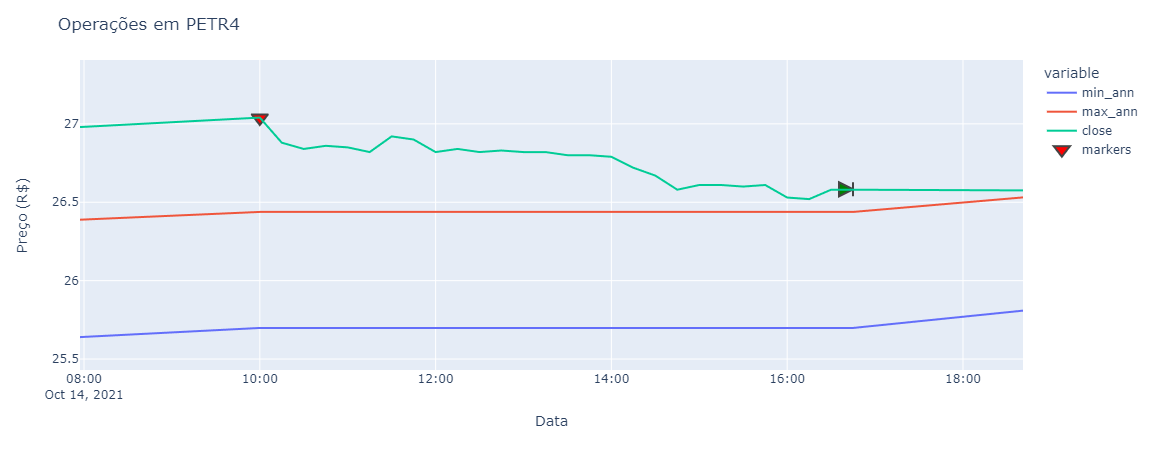 Operações em PETR4
variable
min_ann
max_ann
close
markers
Preço (R$)
27
26.5
26
25.5
08:00
10:00
12:00
14:00
16:00
18:00
Oct 14, 2021
Data